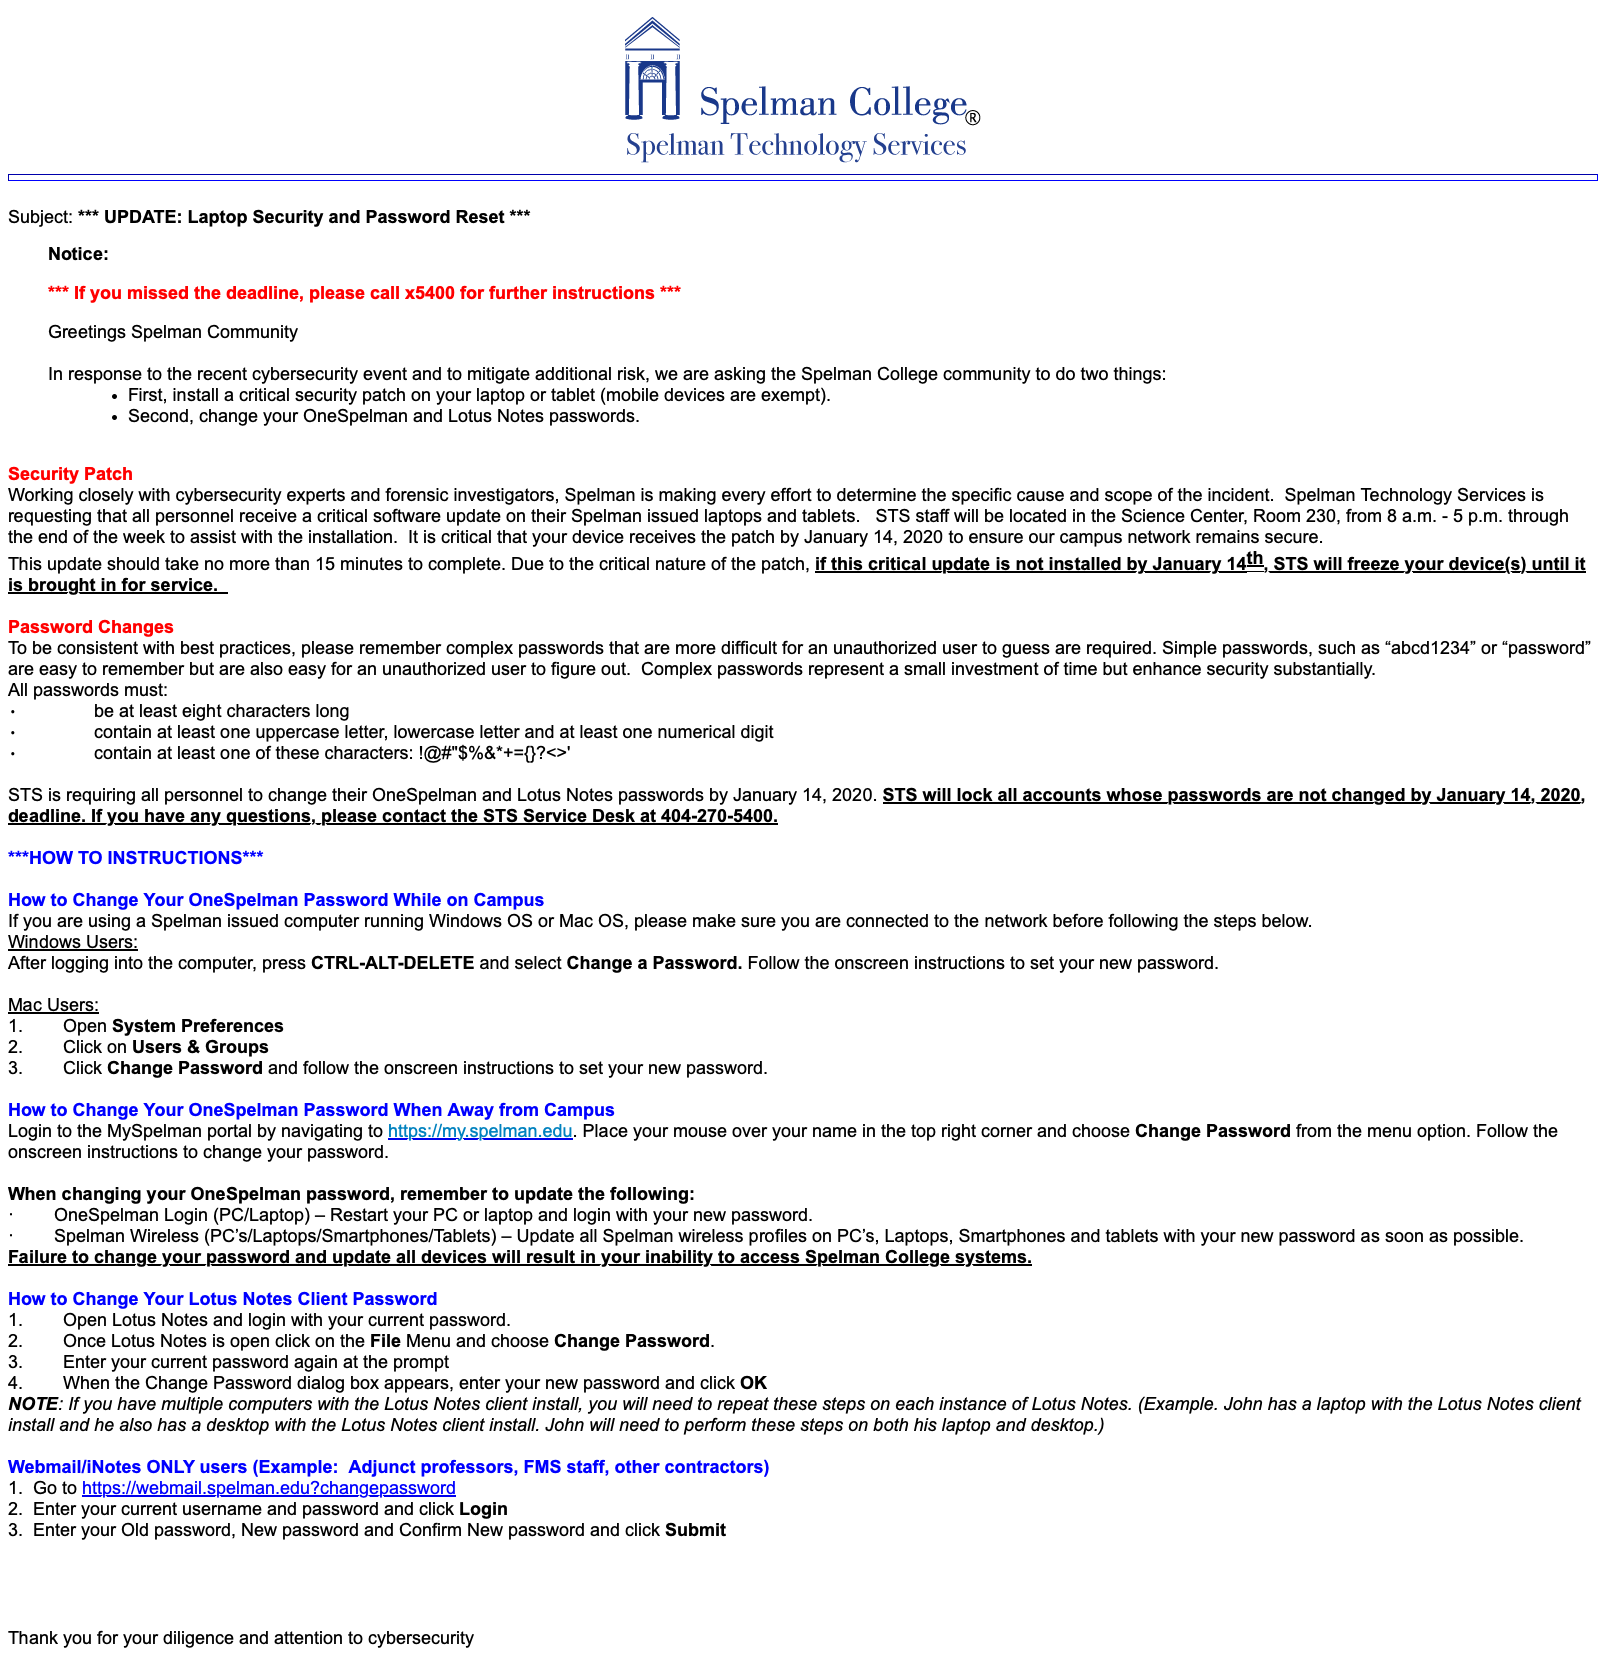 Spelman College®
Spelman Technology Services
Subject: *** UPDATE: Laptop Security and Password Reset ***
Notice:
*** If you missed the deadline, please call x5400 for further instructions ***
Greetings Spelman Community
In response to the recent cybersecurity event and to mitigate additional risk, we are asking the Spelman College community to do two things:
• First, install a critical security patch on your laptop or tablet (mobile devices are exempt).
• Second, change your OneSpelman and Lotus Notes passwords.
Security Patch
Working closely with cybersecurity experts and forensic investigators, Spelman is making every effort to determine the specific cause and scope of the incident.  Spelman Technology Services is
requesting that all personnel receive a critical software update on their Spelman issued laptops and tablets.   STS staff will be located in the Science Center, Room 230, from 8 a.m. - 5 p.m. through
the end of the week to assist with the installation.  It is critical that your device receives the patch by January 14, 2020 to ensure our campus network remains secure.
This update should take no more than 15 minutes to complete. Due to the critical nature of the patch, if this critical update is not installed by January 14th, STS will freeze your device(s) until it
is brought in for service.
Password Changes
To be consistent with best practices, please remember complex passwords that are more difficult for an unauthorized user to guess are required. Simple passwords, such as “abcd1234” or “password”
are easy to remember but are also easy for an unauthorized user to figure out.  Complex passwords represent a small investment of time but enhance security substantially.
All passwords must:
· be at least eight characters long
· contain at least one uppercase letter, lowercase letter and at least one numerical digit
· contain at least one of these characters: !@#"$%&*+={}?<>'
STS is requiring all personnel to change their OneSpelman and Lotus Notes passwords by January 14, 2020. STS will lock all accounts whose passwords are not changed by January 14, 2020,
deadline. If you have any questions, please contact the STS Service Desk at 404-270-5400.
***HOW TO INSTRUCTIONS***
How to Change Your OneSpelman Password While on Campus
If you are using a Spelman issued computer running Windows OS or Mac OS, please make sure you are connected to the network before following the steps below.
Windows Users:
After logging into the computer, press CTRL-ALT-DELETE and select Change a Password. Follow the onscreen instructions to set your new password.
Mac Users:
1. Open System Preferences
2. Click on Users & Groups
3. Click Change Password and follow the onscreen instructions to set your new password.
How to Change Your OneSpelman Password When Away from Campus
Login to the MySpelman portal by navigating to https://my.spelman.edu. Place your mouse over your name in the top right corner and choose Change Password from the menu option. Follow the
onscreen instructions to change your password.
When changing your OneSpelman password, remember to update the following:
· OneSpelman Login (PC/Laptop) – Restart your PC or laptop and login with your new password.
· Spelman Wireless (PC’s/Laptops/Smartphones/Tablets) – Update all Spelman wireless profiles on PC’s, Laptops, Smartphones and tablets with your new password as soon as possible.
Failure to change your password and update all devices will result in your inability to access Spelman College systems.
How to Change Your Lotus Notes Client Password
1. Open Lotus Notes and login with your current password.
2. Once Lotus Notes is open click on the File Menu and choose Change Password.
3. Enter your current password again at the prompt
4. When the Change Password dialog box appears, enter your new password and click OK
NOTE: If you have multiple computers with the Lotus Notes client install, you will need to repeat these steps on each instance of Lotus Notes. (Example. John has a laptop with the Lotus Notes client
install and he also has a desktop with the Lotus Notes client install. John will need to perform these steps on both his laptop and desktop.)
Webmail/iNotes ONLY users (Example:  Adjunct professors, FMS staff, other contractors)
1.  Go to https://webmail.spelman.edu?changepassword
2.  Enter your current username and password and click Login
3.  Enter your Old password, New password and Confirm New password and click Submit
Thank you for your diligence and attention to cybersecurity